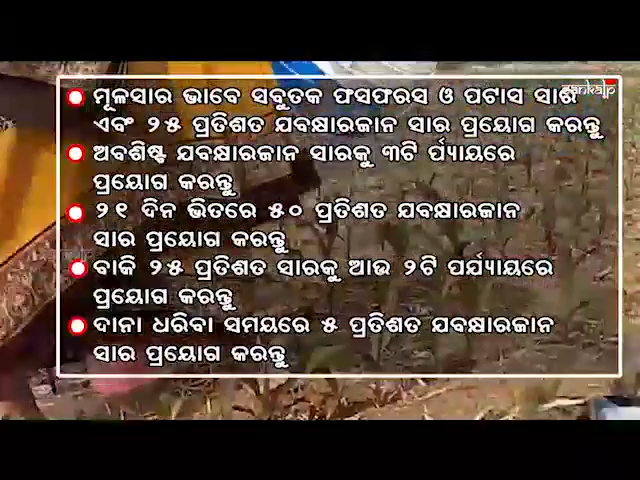 Sankalp
ମୂଳସାର ଭାବେ ସବୁତକ ଫସଫରସ ଓ ପଟାସ ସାର
ଏବଂ ୨୫ ପ୍ରତିଶତ ଯବକ୍ଷାରଜାନ ସାର ପ୍ରୟୋଗ କରନ୍ତୁ
ଅବଶିଷ୍ଟ ଯବକ୍ଷାରଜାନ ସାରକୁ ୩ଟି ର୍ପ୍ୟାୟରେ
ପ୍ରୟୋଗ କରନ୍ତୁ
୨୧ ଦିନ ଭିତରେ ୫୦ ପ୍ରତିଶତ ଯବକ୍ଷାରଜାନ
ସାର ପ୍ରୟୋଗ କରନ୍ତୁ
ବାକି ୨୫ ପ୍ରତିଶତ ସାରକୁ ଆଉ ୨ଟି ପର୍ଯ୍ୟାୟରେ
ପ୍ରୟୋଗ କରନ୍ତୁ
ଦାନା ଧରିବା ସମୟରେ ୫ ପ୍ରତିଶତ ଯବକ୍ଷାରଜାନ
ସାର ପ୍ରୟୋଗ କରନ୍ତୁ